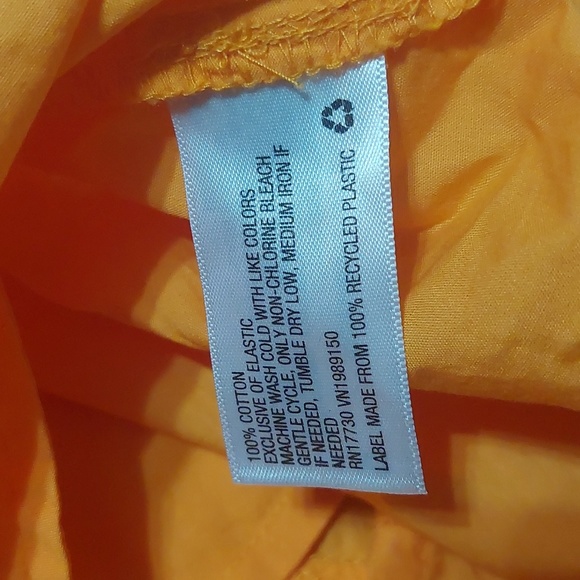 100% COTTON
EXCLUSIVE OF ELASTIC
MACHINE WASH COLD WITH LIKE COLORS
GENTLE CYCLE, ONLY NON-CHLORINE BLEACH
IF NEEDED, TUMBLE DRY LOW, MEDIUM IRON IF
NEEDED
RN17730 VN1989150
LABEL MADE FROM 100% RECYCLED PLASTIC